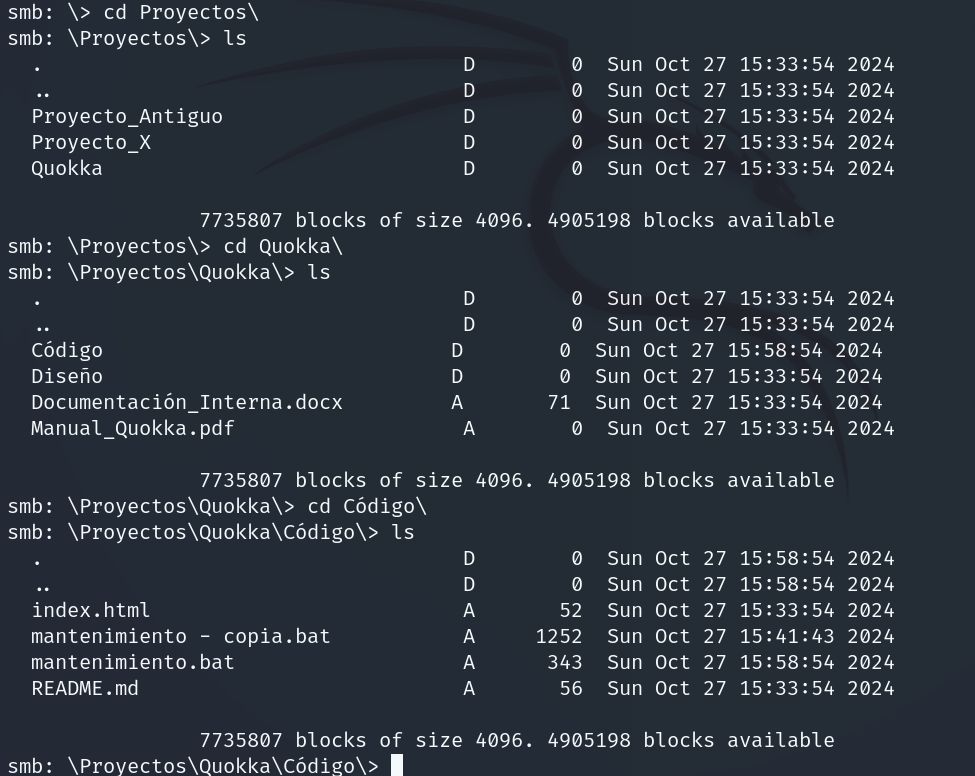 smb: \> cd Proyectos\
smb: \Proyectos\> ls
. D 0 Sun Oct 27 15:33:54 2024
.. D 0 Sun Oct 27 15:33:54 2024
Proyecto_Antiguo D 0 Sun Oct 27 15:33:54 2024
Proyecto_X D 0 Sun Oct 27 15:33:54 2024
Quokka D 0 Sun Oct 27 15:33:54 2024
7735807 blocks of size 4096. 4905198 blocks available
smb: \Proyectos\> cd Quokka\
smb: \Proyectos\Quokka\> ls
. D 0 Sun Oct 27 15:33:54 2024
.. D 0 Sun Oct 27 15:33:54 2024
Código D 0 Sun Oct 27 15:58:54 2024
Diseño D 0 Sun Oct 27 15:33:54 2024
Documentación_Interna.docx A 71 Sun Oct 27 15:33:54 2024
Manual_Quokka.pdf A 0 Sun Oct 27 15:33:54 2024
7735807 blocks of size 4096. 4905198 blocks available
smb: \Proyectos\Quokka\> cd Código\
smb: \Proyectos\Quokka\Código\> ls
. D 0 Sun Oct 27 15:58:54 2024
.. D 0 Sun Oct 27 15:58:54 2024
index.html A 52 Sun Oct 27 15:33:54 2024
mantenimiento - copia.bat A 1252 Sun Oct 27 15:41:43 2024
mantenimiento.bat A 343 Sun Oct 27 15:58:54 2024
README.md A 56 Sun Oct 27 15:33:54 2024
7735807 blocks of size 4096. 4905198 blocks available
smb: \Proyectos\Quokka\Código\>